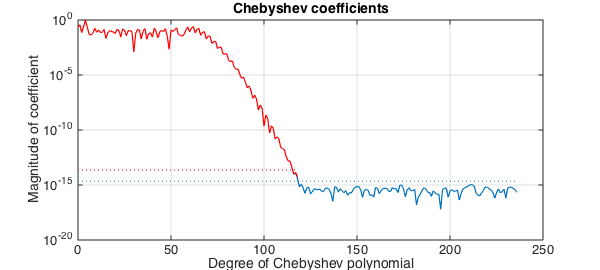 Chebyshev coefficients
Magnitude of coefficient
10^0
10^-5
10^-10
10^-15
10^-20
0 50 100 150 200 250
Degree of Chebyshev polynomial